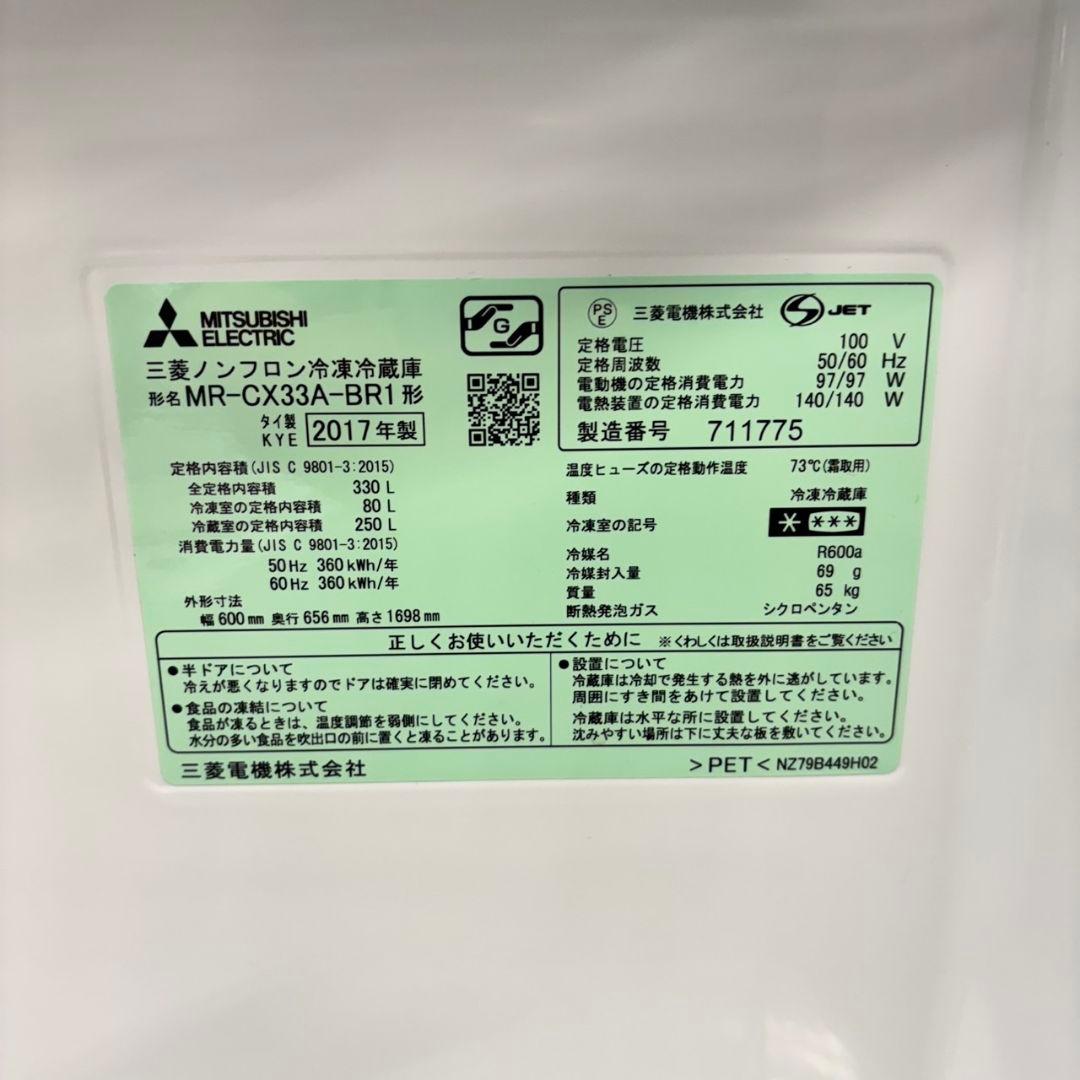 MITSUBISHI
ELECTRIC
G
三菱ノンフロン冷凍冷蔵庫
形名 MR-CX33A-BR1形
タイ製
KYE 2017年製
PS
E 三菱電機株式会社 JET
定格電圧 100 V
定格周波数 50/60 Hz
電動機の定格消費電力 97/97 W
電熱装置の定格消費電力 140/140 W
製造番号 711775
定格内容積(JIS C 9801-3:2015)
全定格内容積 330 L
冷凍室の定格内容積 80 L
冷蔵室の定格内容積 250 L
消費電力量(JIS C 9801-3:2015)
50Hz 360kWh/年
60Hz 360kWh/年
外形寸法
幅600mm 奥行656mm 高さ1698mm
温度ヒューズの定格動作温度 73℃(霜取用)
種類 冷凍冷蔵庫
冷凍室の記号 * ***
冷媒名 R600a
冷媒封入量 69 g
質量 65 kg
断熱発泡ガス シクロペンタン
正しくお使いいただくために ※くわしくは取扱説明書をご覧ください
●半ドアについて
冷えが悪くなりますのでドアは確実に閉めてください。
●食品の凍結について
食品が凍るときは、温度調節を弱側にしてください。
水分の多い食品を吹出口の前に置くと凍ることがあります。
●設置について
冷蔵庫は冷却で発生する熱を外に逃がしています。
周囲にすき間をあけて設置してください。
冷蔵庫は水平な所に設置してください。
沈みやすい場所は下に丈夫な板を敷いてください。
三菱電機株式会社 >PET< NZ79B449H02